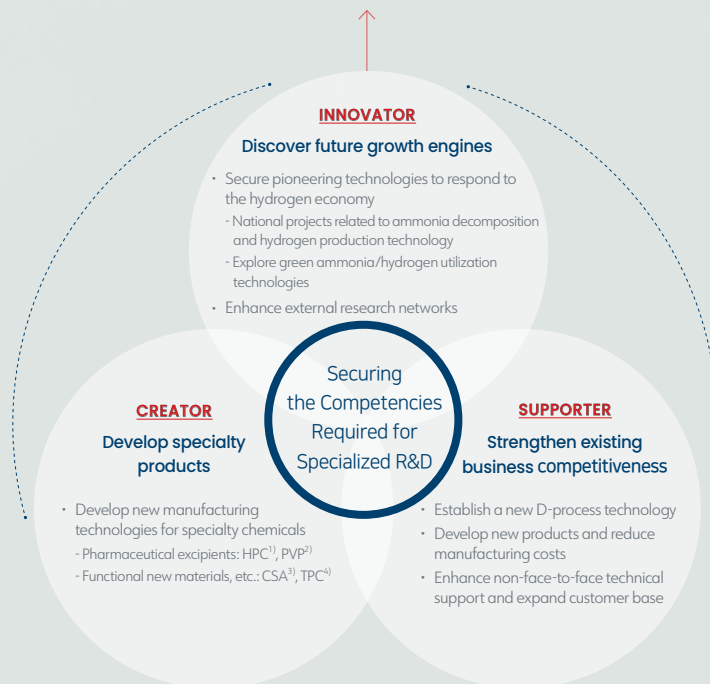 INNOVATOR
Discover future growth engines
• Secure pioneering technologies to respond to
the hydrogen economy
- National projects related to ammonia decomposition
and hydrogen production technology
- Explore green ammonia/hydrogen utilization
technologies
• Enhance external research networks
Securing
the Competencies
Required for
Specialized R&D
CREATOR
Develop specialty
products
• Develop new manufacturing
technologies for specialty chemicals
- Pharmaceutical excipients: HPC1), PVP2)
- Functional new materials, etc.: CSA3), TPC4)
SUPPORTER
Strengthen existing
business competitiveness
• Establish a new D-process technology
• Develop new products and reduce
manufacturing costs
• Enhance non-face-to-face technical
support and expand customer base